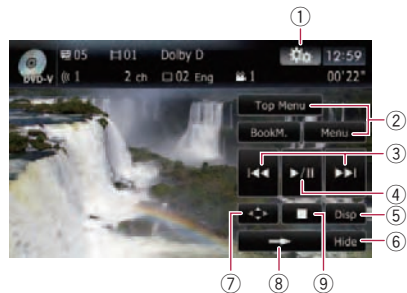 ①
05 101 Dolby D 12:59
DVD-V 1 2 ch 02 Eng 1 00'22"
Top Menu
②
BookM. Menu
③
④
Disp ⑤
Hide ⑥
⑦ ⑧ ⑨